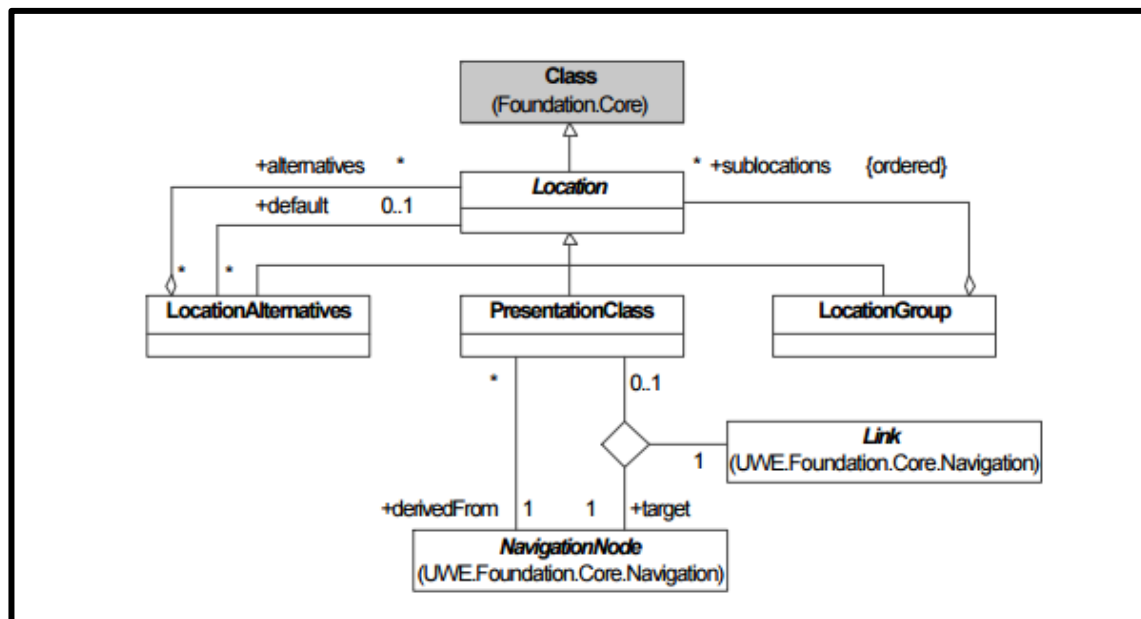 Class
(Foundation.Core)
+alternatives *
* +sublocations {ordered}
Location
+default 0..1
* *
LocationAlternatives
PresentationClass
LocationGroup
* 0..1
Link
(UWE.Foundation.Core.Navigation)
1
+derivedFrom 1 1 +target
NavigationNode
(UWE.Foundation.Core.Navigation)